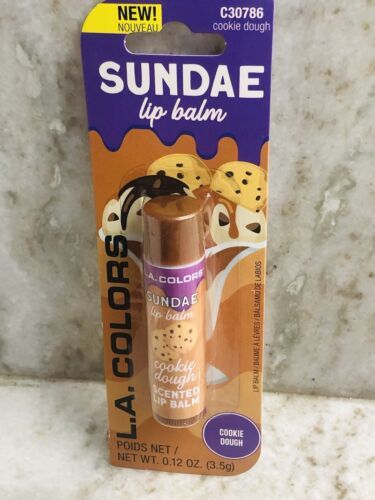 NEW!
NOUVEAU
C30786
cookie dough
SUNDAE
lip balm
L.A. COLORS
L.A. COLORS
SUNDAE
lip balm
cookie
dough
SCENTED
LIP BALM
LIP BALM / BAUME À LÈVRES / BÁLSAMO DE LABIOS
COOKIE
DOUGH
POIDS NET /
NET WT. 0.12 OZ. (3.5g)